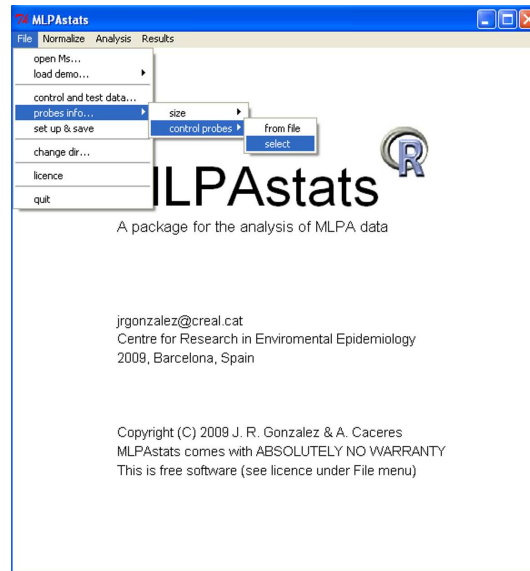 MLPAstats
File Normalize Analysis Results
open Ms...
load demo...
control and test data...
probes info...
set up & save
change dir...
licence
quit
size
control probes
from file
select
LPAstats
R
A package for the analysis of MLPA data
jrgonzalez@creal.cat
Centre for Research in Enviromental Epidemiology
2009, Barcelona, Spain
Copyright (C) 2009 J. R. Gonzalez & A. Caceres
MLPAstats comes with ABSOLUTELY NO WARRANTY
This is free software (see licence under File menu)